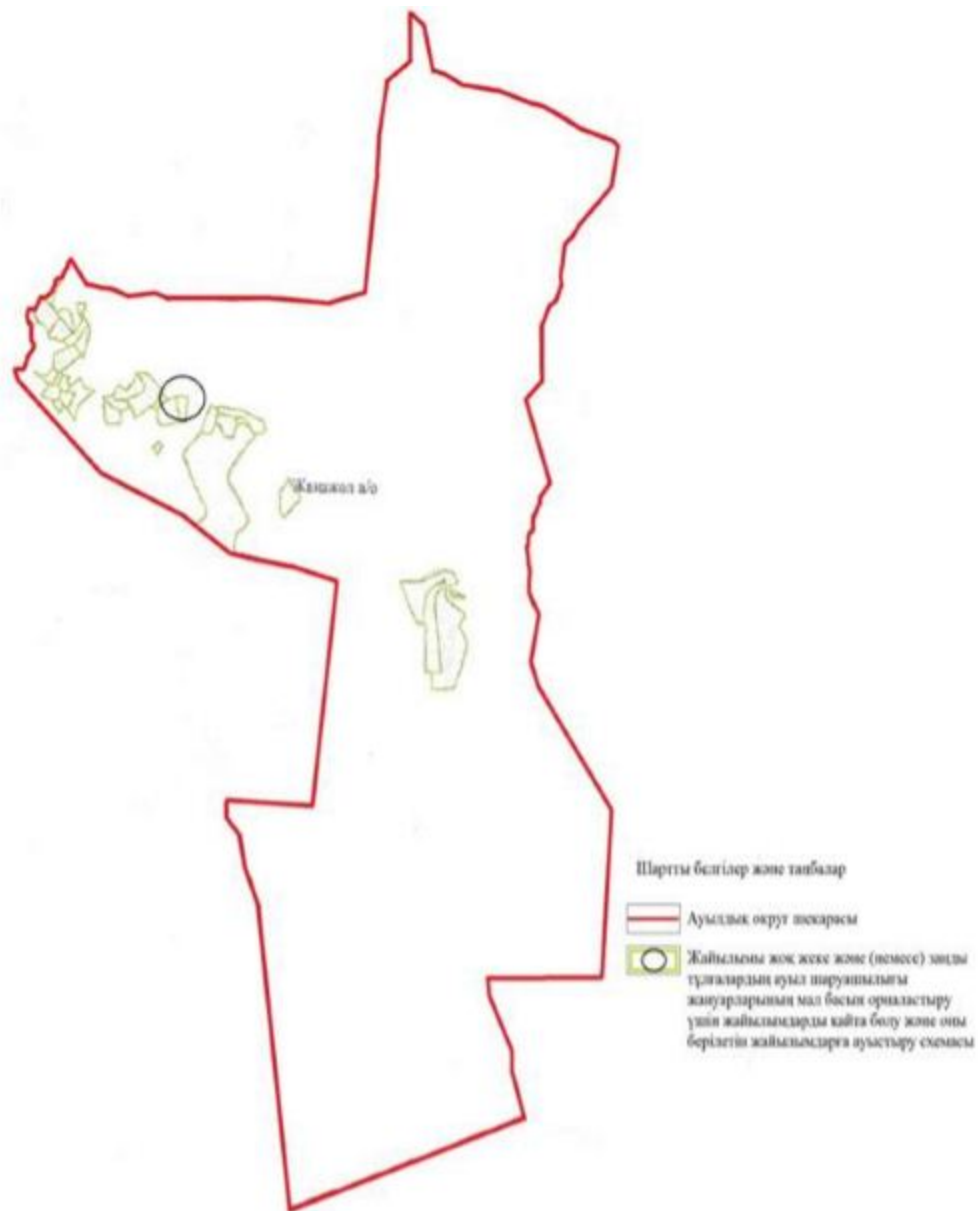 Жанажол а/о
Шартты белгілер және таңбалар
Ауылдық округ шекарасы
Жайылымы жоқ жеке және (немесе) заңды
тұлғалардың ауыл шаруашылығы
жануарларының мал басын орналастыру
үшін жайылымдарды қайта бөлу және оны
берілетін жайылымдарға ауыстыру схемасы